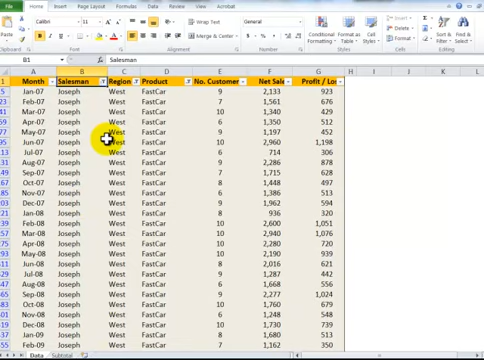 File Home Insert Page Layout Formulas Data Review View Acrobat
Calibri 11 Wrap Text General
Paste Merge & Center Conditional Formatting Format as Table Cell Styles Insert Delete Format Sort & Filter
Clipboard Font Alignment Number Styles Cells
B1 fx Salesman
A B C D E F G H I J K L
1 Month Salesman Region Product No. Customer Net Sale Profit / Los
Jan-07 Joseph West FastCar 9 2,133 923
Feb-07 Joseph West FastCar 7 1,561 676
Mar-07 Joseph West FastCar 10 1,340 429
Apr-07 Joseph West FastCar 6 1,350 512
May-07 Joseph West FastCar 9 1,197 452
Jun-07 Joseph West FastCar 10 2,960 1,198
Jul-07 Joseph West FastCar 6 714 306
Aug-07 Joseph West FastCar 9 2,286 878
Sep-07 Joseph West FastCar 7 1,715 628
Oct-07 Joseph West FastCar 8 1,448 497
Nov-07 Joseph West FastCar 6 1,386 513
Dec-07 Joseph West FastCar 9 1,962 594
Jan-08 Joseph West FastCar 8 936 320
Feb-08 Joseph West FastCar 10 2,600 1,051
Mar-08 Joseph West FastCar 10 2,940 1,076
Apr-08 Joseph West FastCar 10 2,280 720
May-08 Joseph West FastCar 10 2,190 939
Jun-08 Joseph West FastCar 8 2,016 621
Jul-08 Joseph West FastCar 9 1,287 442
Aug-08 Joseph West FastCar 6 1,668 556
Sep-08 Joseph West FastCar 9 2,277 1,024
Oct-08 Joseph West FastCar 10 1,760 679
Nov-08 Joseph West FastCar 6 1,248 548
Dec-08 Joseph West FastCar 10 1,730 739
Jan-09 Joseph West FastCar 8 1,680 513
Feb-09 Joseph West FastCar 7 1,162 350
Data Subtotal